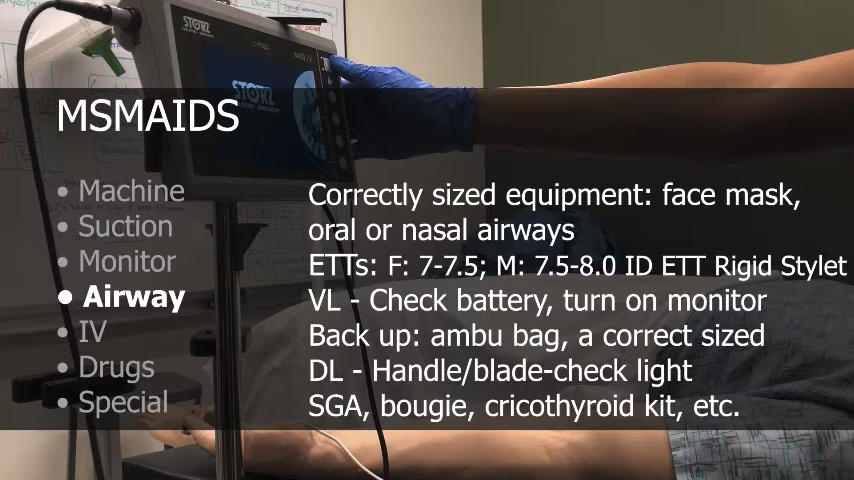 STORZ
STORZ
MSMAIDS
• Machine
• Suction
• Monitor
• Airway
• IV
• Drugs
• Special
Correctly sized equipment: face mask,
oral or nasal airways
ETTs: F: 7-7.5; M: 7.5-8.0 ID ETT Rigid Stylet
VL - Check battery, turn on monitor
Back up: ambu bag, a correct sized
DL - Handle/blade-check light
SGA, bougie, cricothyroid kit, etc.